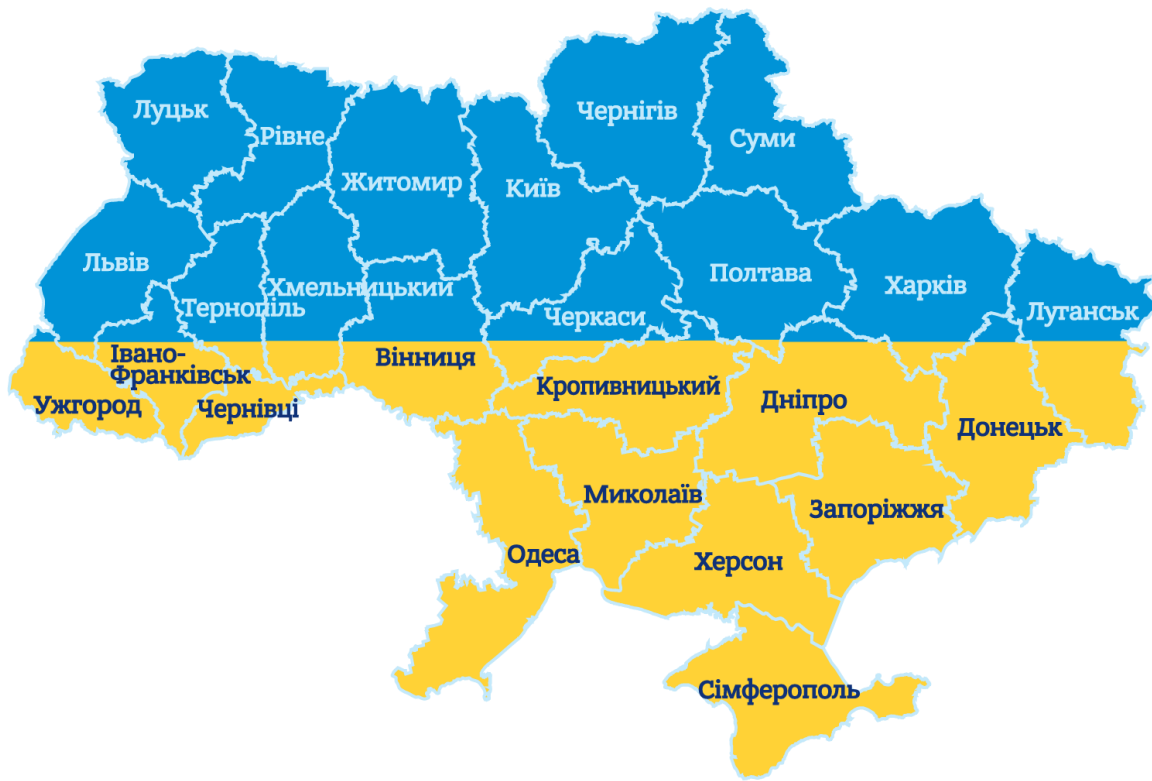 Луцьк
Рівне
Житомир
Київ
Чернігів
Суми
Львів
Тернопіль
Хмельницький
Черкаси
Полтава
Харків
Луганськ
Івано-
Франківськ
Ужгород
Чернівці
Вінниця
Кропивницький
Дніпро
Донецьк
Миколаїв
Запоріжжя
Одеса
Херсон
Сімферополь